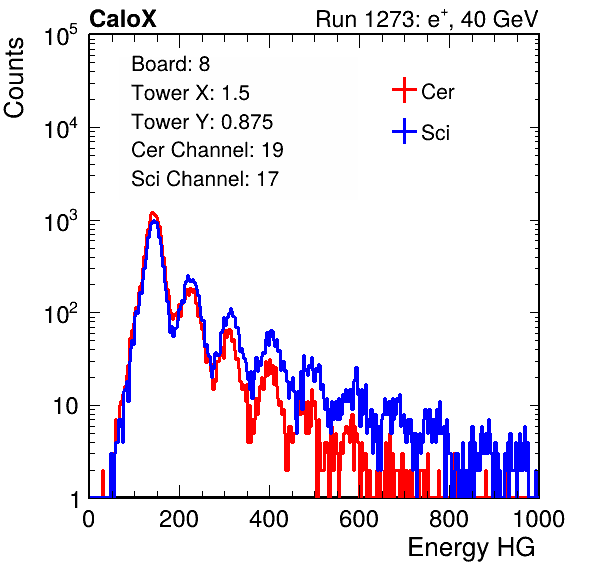 CaloX Run 1273: e⁺, 40 GeV
Counts
10⁵
10⁴
10³
10²
10
1
Board: 8
Tower X: 1.5
Tower Y: 0.875
Cer Channel: 19
Sci Channel: 17
Cer
Sci
0 200 400 600 800 1000
Energy HG